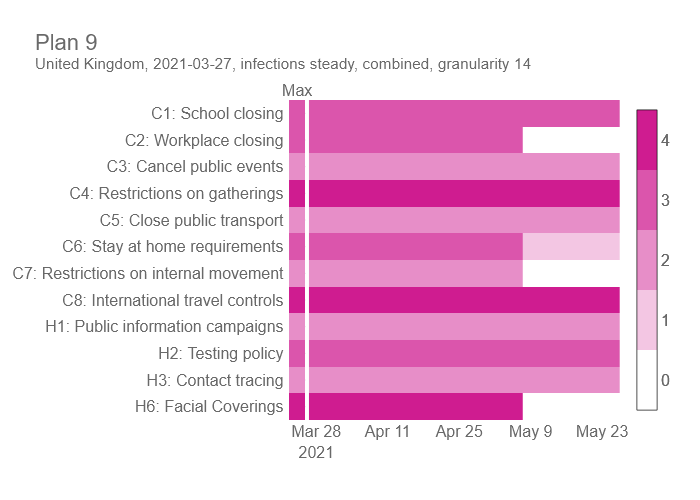 Plan 9
United Kingdom, 2021-03-27, infections steady, combined, granularity 14
Max
C1: School closing
C2: Workplace closing
C3: Cancel public events
C4: Restrictions on gatherings
C5: Close public transport
C6: Stay at home requirements
C7: Restrictions on internal movement
C8: International travel controls
H1: Public information campaigns
H2: Testing policy
H3: Contact tracing
H6: Facial Coverings
Mar 28 Apr 11 Apr 25 May 9 May 23
2021
4
3
2
1
0